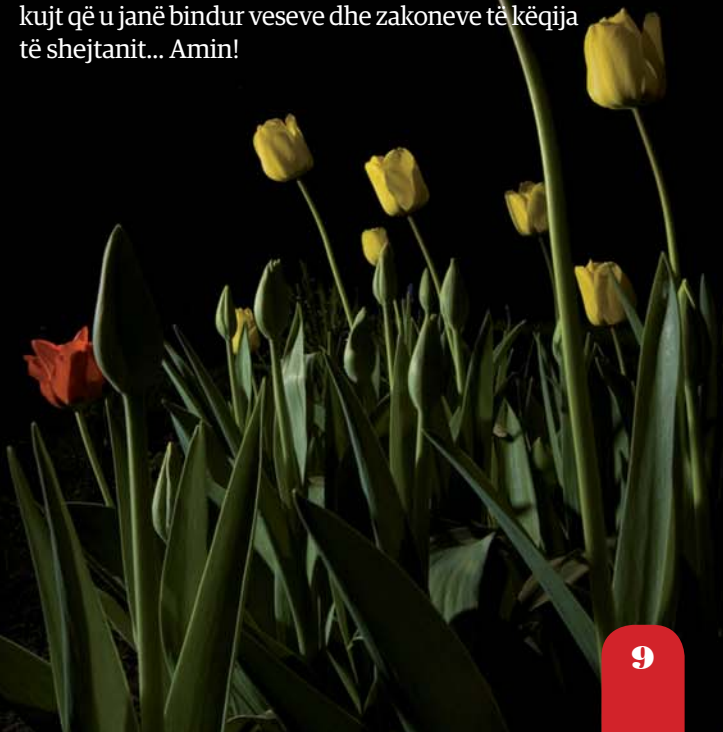 kujt që u janë bindur veseve dhe zakoneve të këqija
të shejtanit... Amin!
9